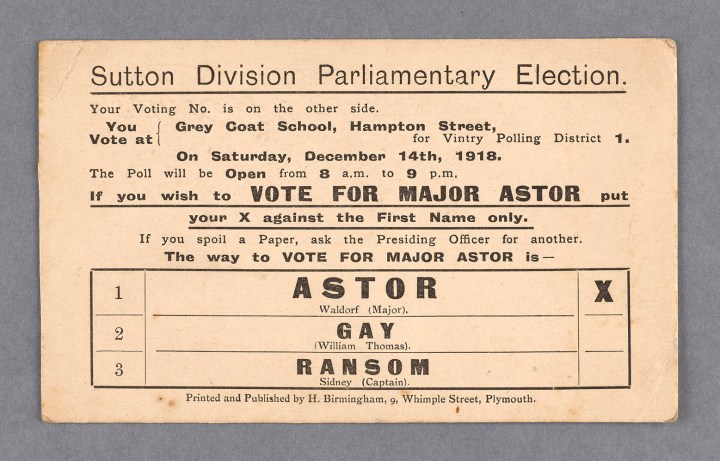 Sutton Division Parliamentary Election.
Your Voting No. is on the other side.
You Vote at { Grey Coat School, Hampton Street,
for Vintry Polling District 1.
On Saturday, December 14th, 1918.
The Poll will be Open from 8 a.m. to 9 p.m.
If you wish to VOTE FOR MAJOR ASTOR put
your X against the First Name only.
If you spoil a Paper, ask the Presiding Officer for another.
The way to VOTE FOR MAJOR ASTOR is—
1 ASTOR X
Waldorf (Major).
2 GAY
(William Thomas).
3 RANSOM
Sidney (Captain).
Printed and Published by H. Birmingham, 9, Whimple Street, Plymouth.